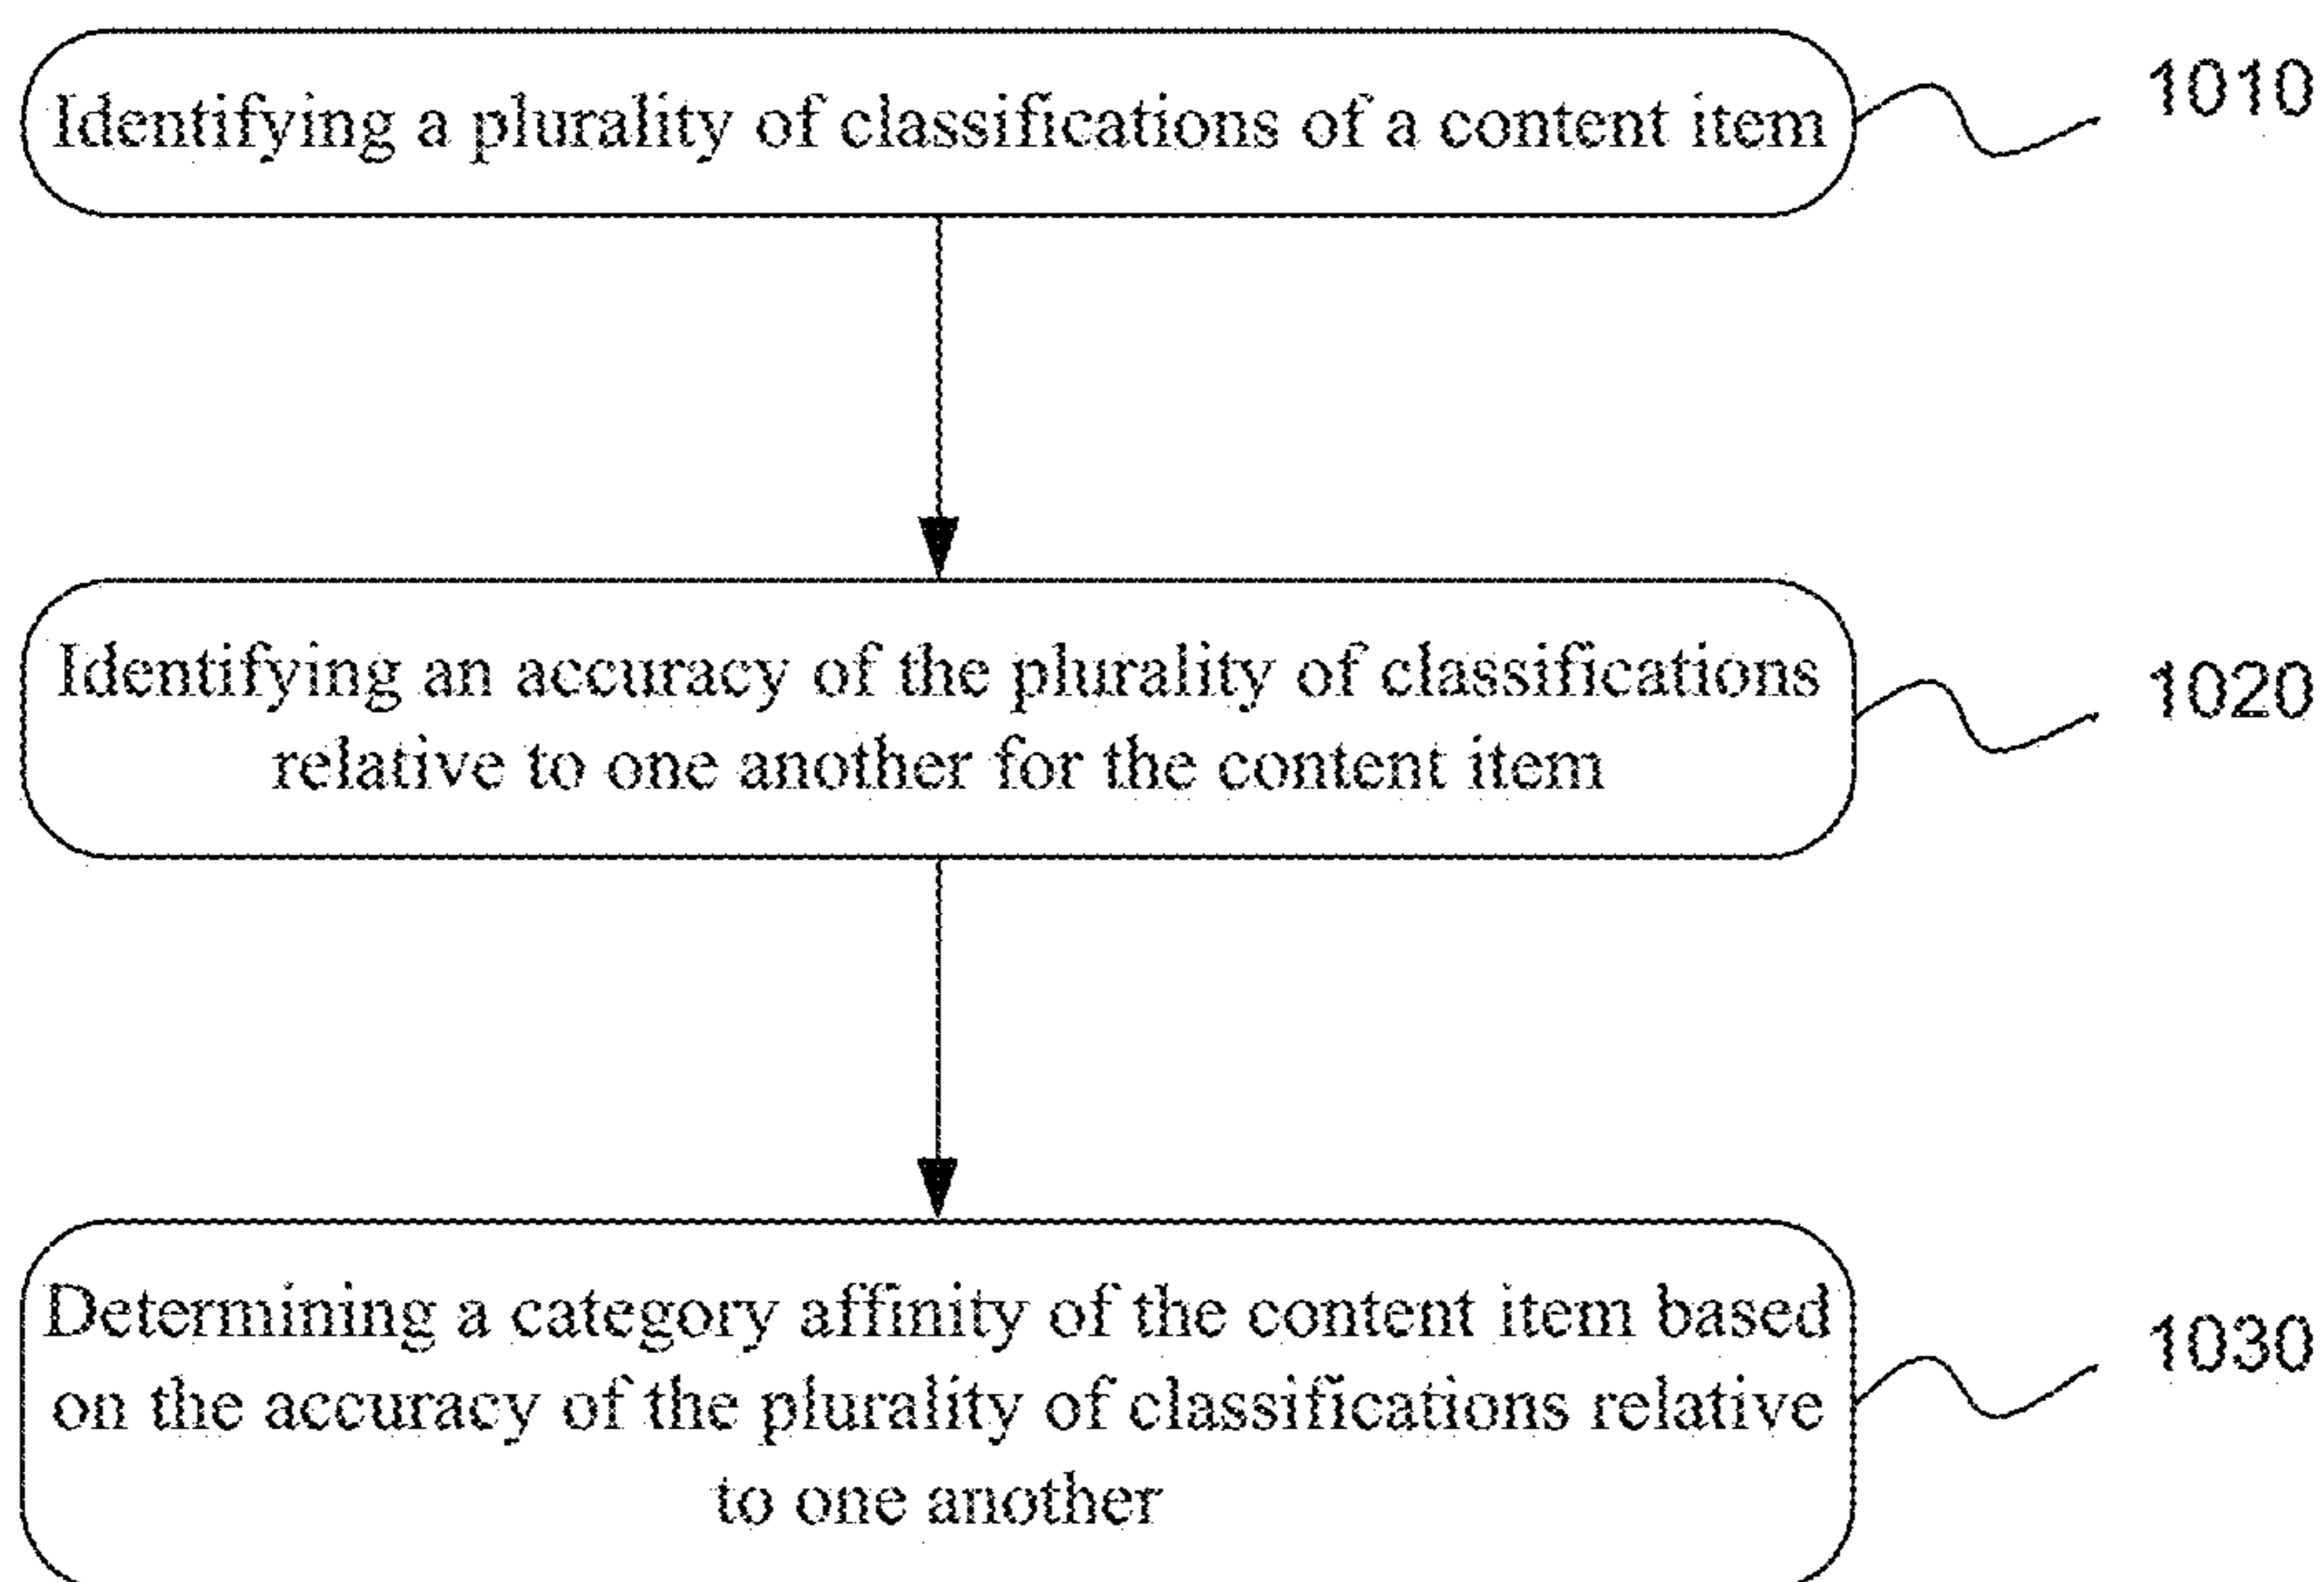 Identifying a plurality of classifications of a content item
1010
Identifying an accuracy of the plurality of classifications
relative to one another for the content item
1020
Determining a category affinity of the content item based
on the accuracy of the plurality of classifications relative
to one another
1030